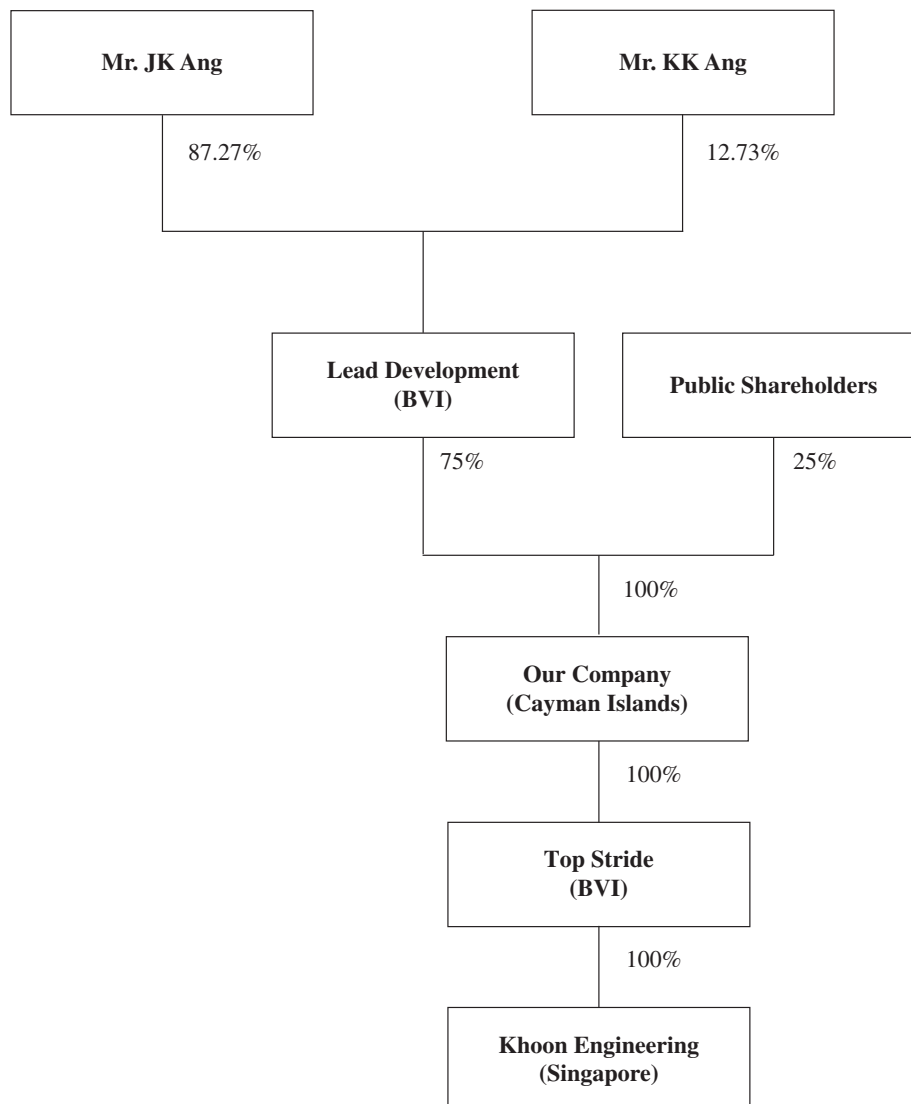 Mr. JK Ang
Mr. KK Ang
87.27%
12.73%
Lead Development
(BVI)
Public Shareholders
75%
25%
100%
Our Company
(Cayman Islands)
100%
Top Stride
(BVI)
100%
Khoon Engineering
(Singapore)